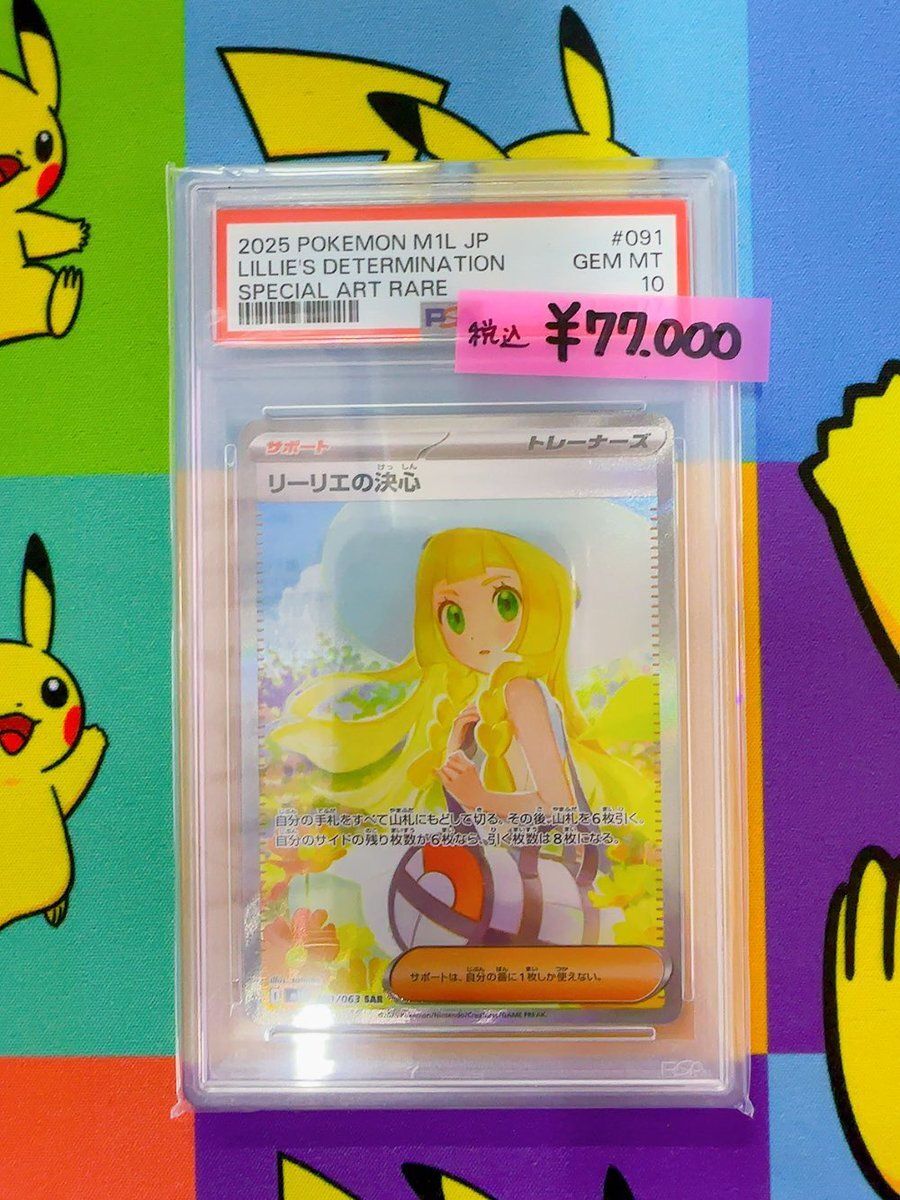 2025 POKEMON M1L JP
#091
LILLIE'S DETERMINATION
GEM MT
SPECIAL ART RARE
10
税込 ¥77.000
サポート
トレーナーズ
けっしん
リーリエの決心
自分の手札をすべて山札にもどして切る。その後、山札を6枚引く。
自分のサイドの残り枚数が6枚なら、引く枚数は8枚になる。
サポートは、自分の番に1枚しか使えない。
/063 SAR